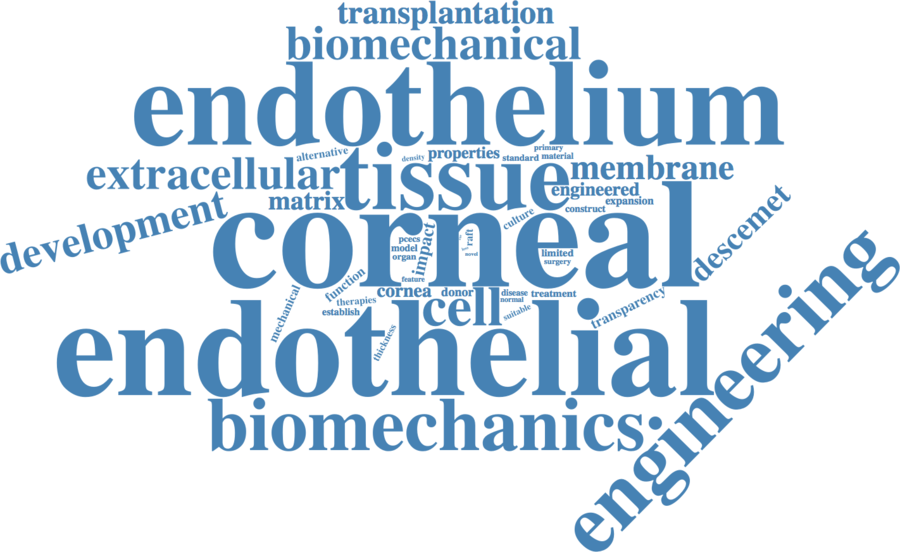 transplantation
biomechanical
endothelium
alternative
density
properties
standard
primary
material
extracellular
tissue
membrane
matrix
engineered
expansion
construct
development
culture
descemet
corneal
pcecs
model
organ
impact
raft
novel
limited
surgery
feature
function
mechanical
therapies
establish
cornea
donor
cell
disease
normal
treatment
suitable
transparency
thickness
endothelial
engineering
biomechanics: